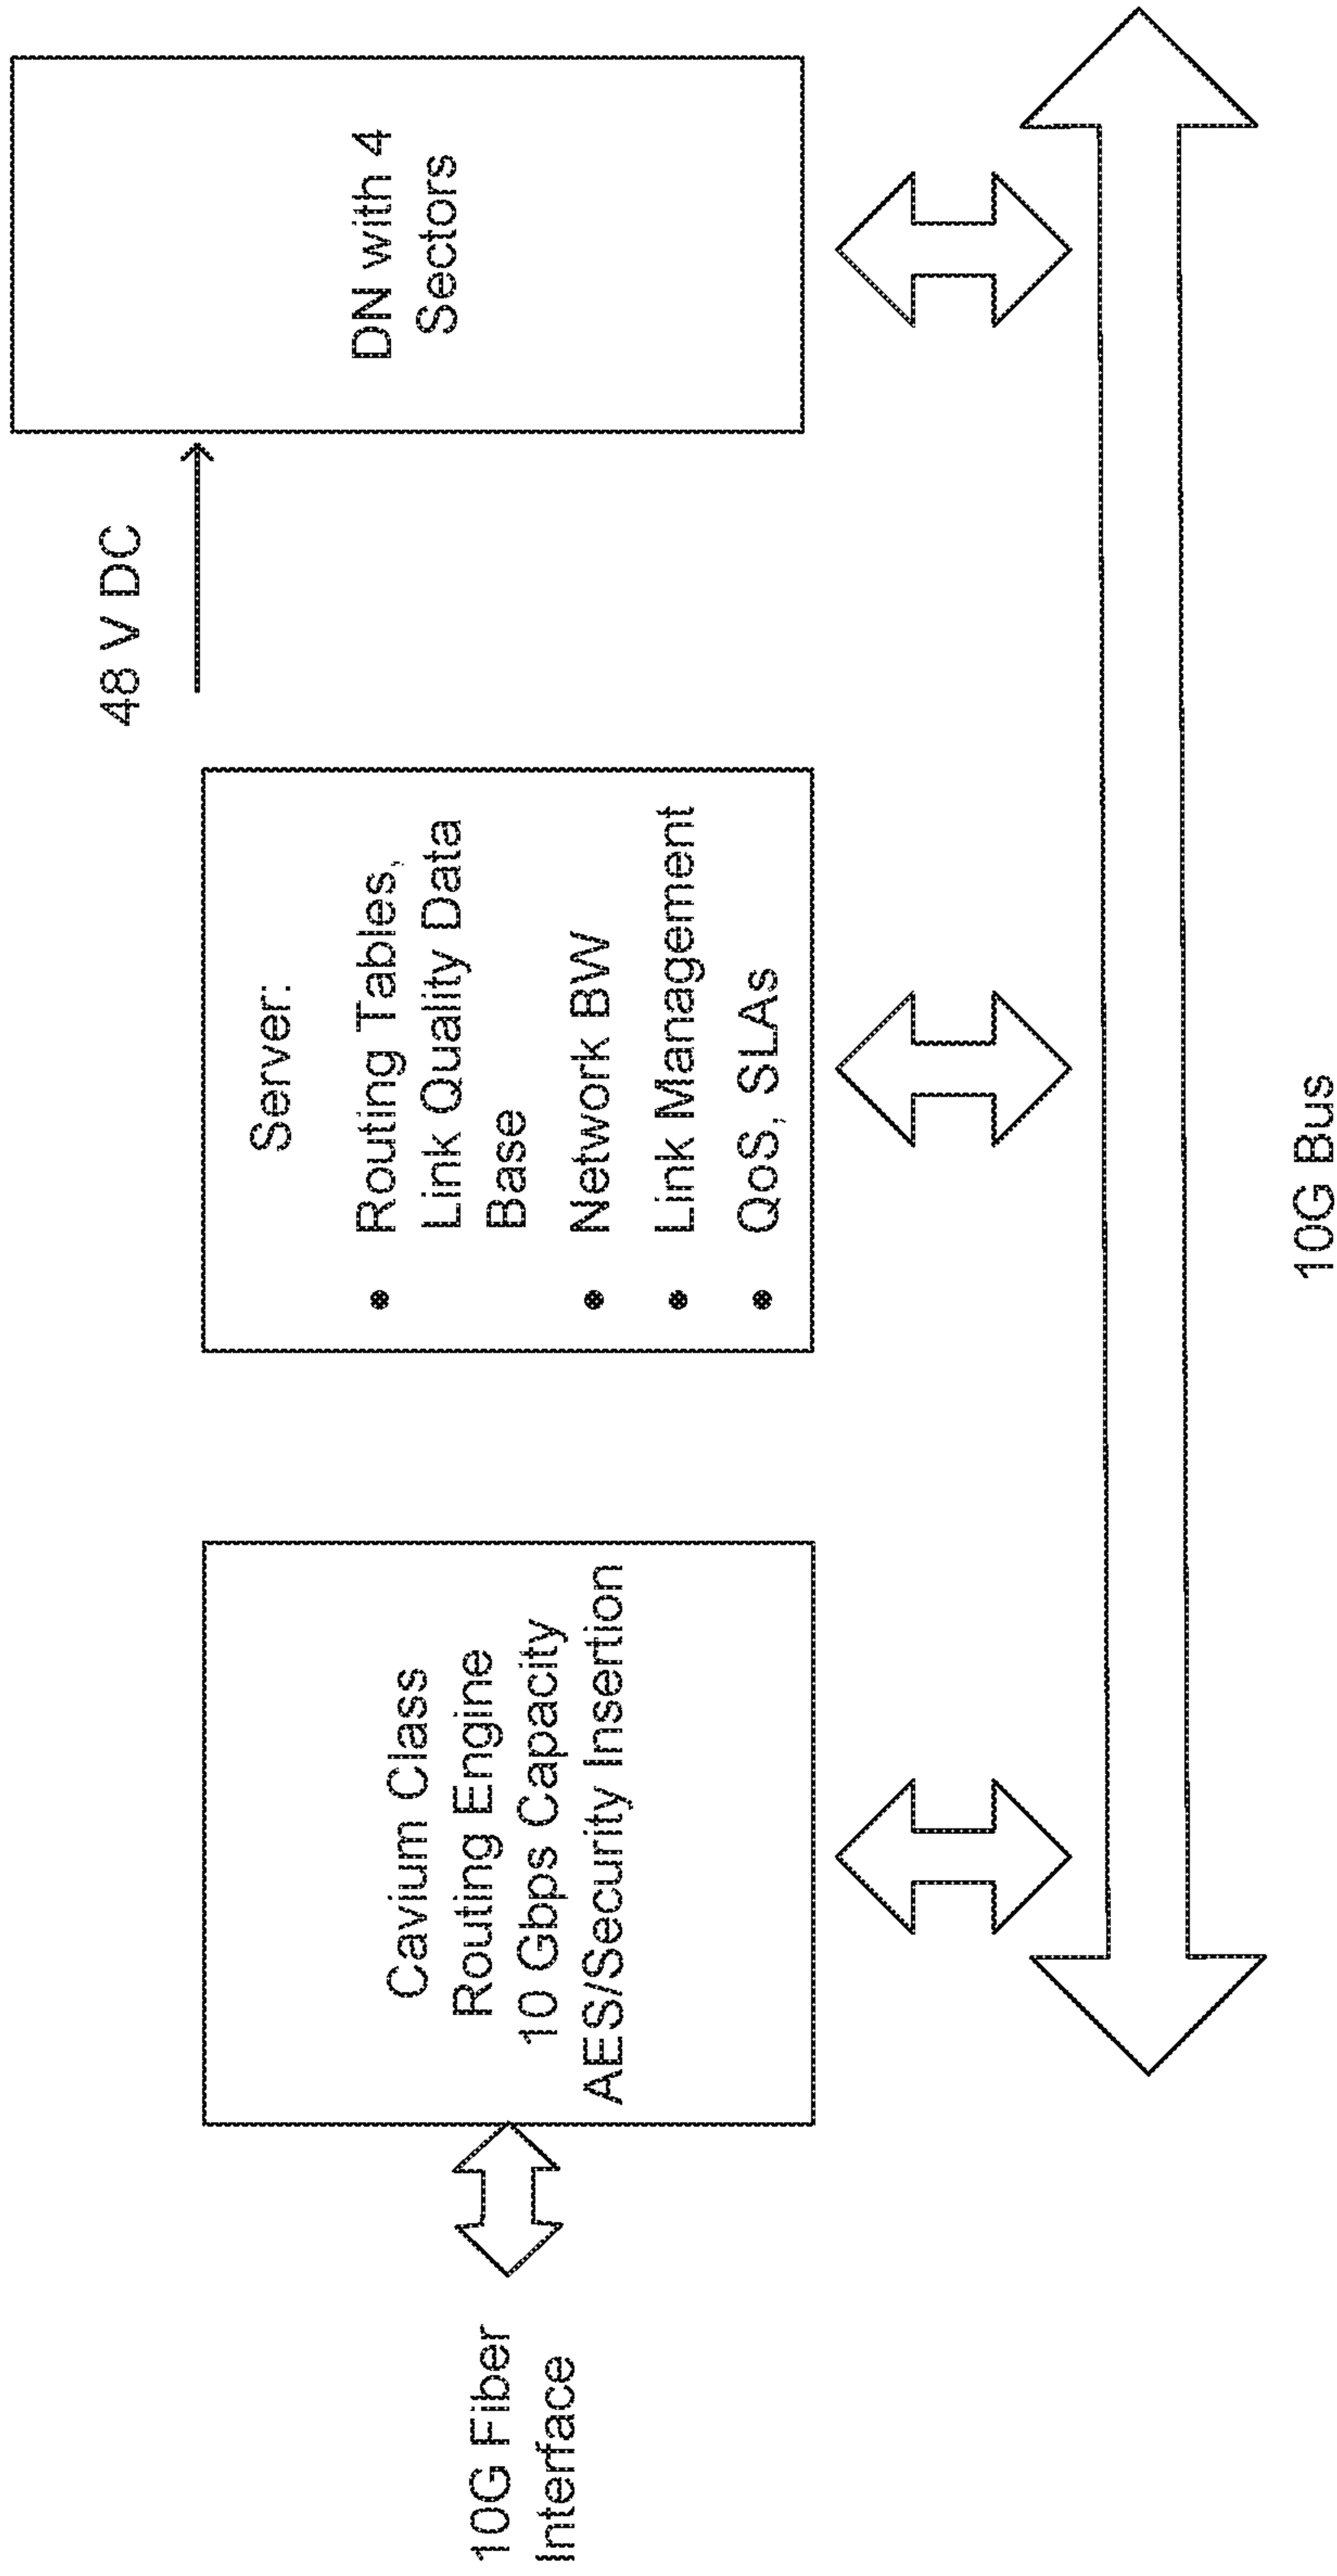 10G Fiber
Interface
Cavium Class
Routing Engine
10 Gbps Capacity
AES/Security Insertion
Server:
• Routing Tables,
Link Quality Data
Base
• Network BW
• Link Management
• QoS, SLAs
48 V DC
DN with 4
Sectors
10G Bus